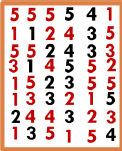 5 5 5 5 4 1
1 1 2 4 3 5
5 5 2 4 3 3
3 1 4 5 5 2
1 5 2 3 5 5
1 3 3 2 1 5
2 4 4 3 2 3
1 3 5 1 5 4